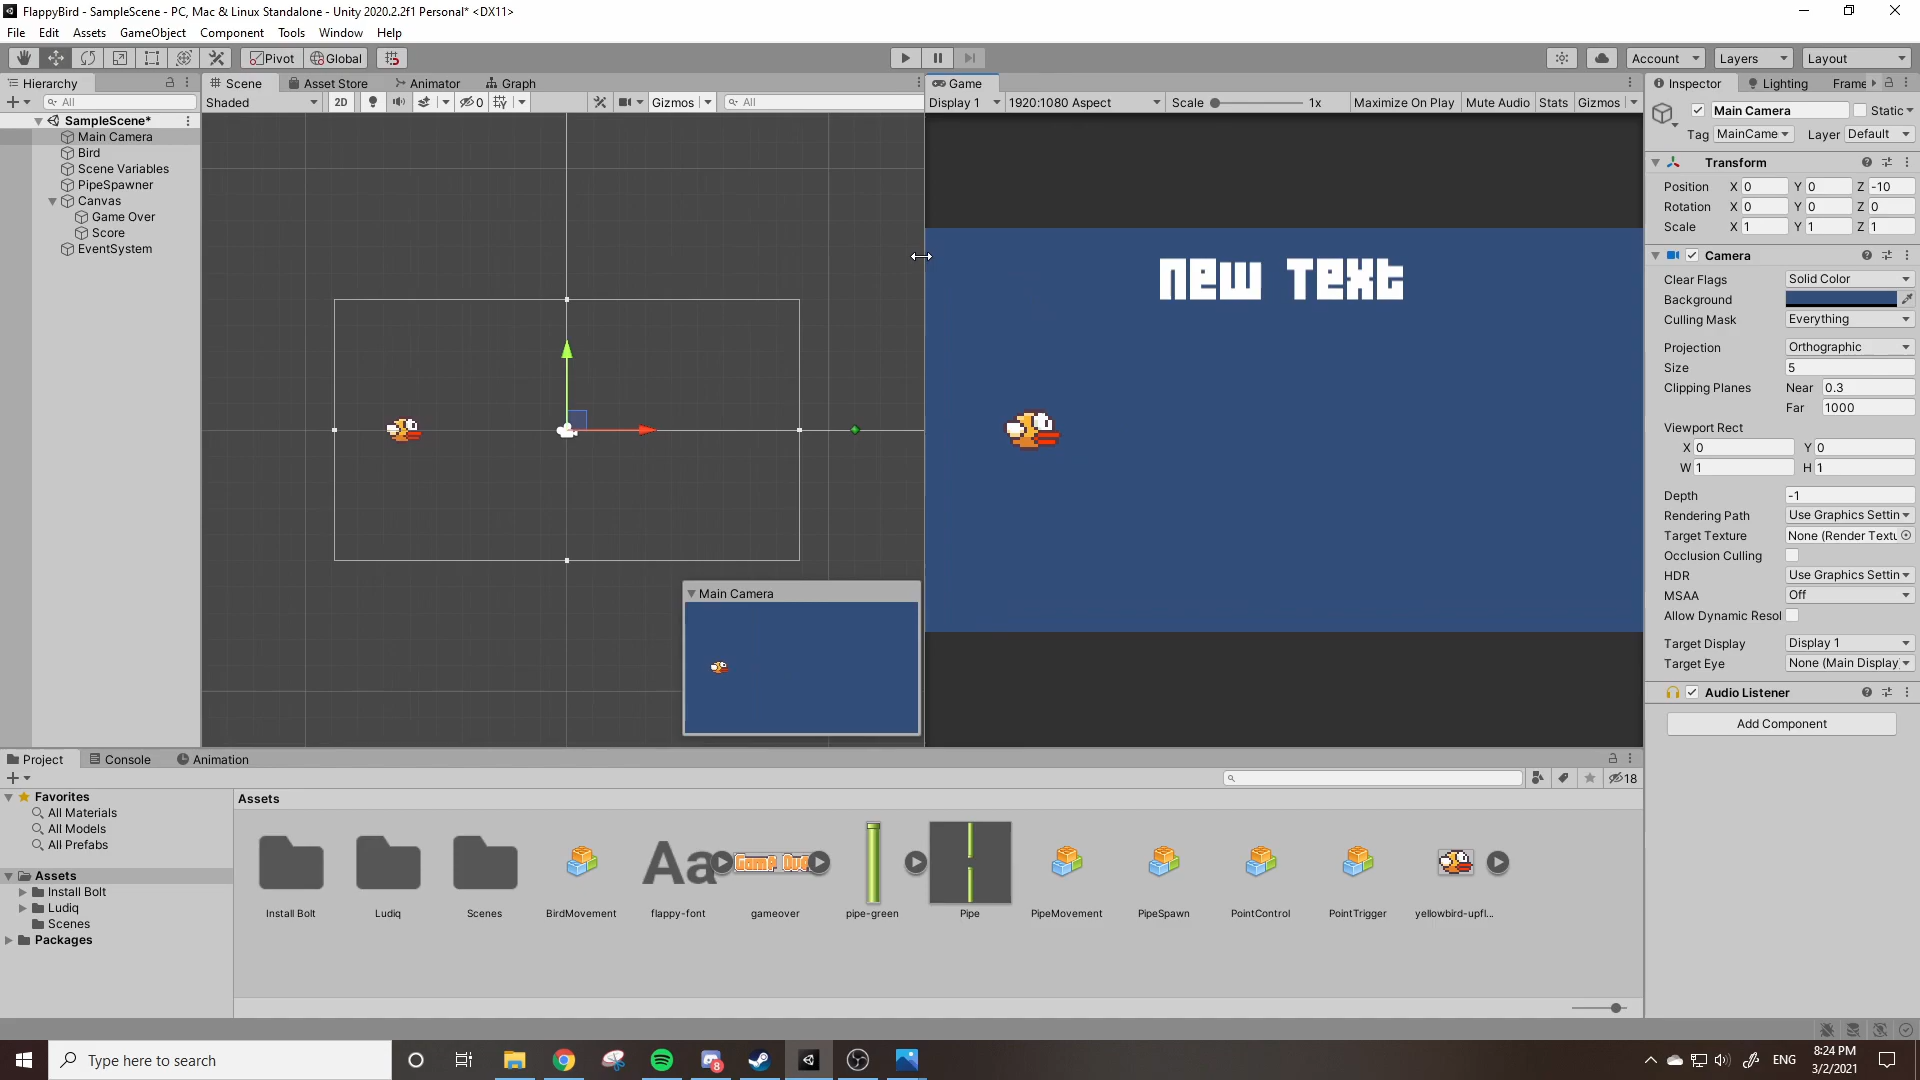 FlappyBird - SampleScene - PC, Mac & Linux Standalone - Unity 2020.2.2f1 Personal* <DX11>
File Edit Assets GameObject Component Tools Window Help
Pivot Global Account Layers Layout
Hierarchy Scene Asset Store Animator Graph Game Inspector Lighting Frame
All Shaded 2D 0 Gizmos All Display 1 1920:1080 Aspect Scale 1x Maximize On Play Mute Audio Stats Gizmos
Main Camera Static
Tag MainCame Layer Default
SampleScene*
Main Camera
Bird
Scene Variables
PipeSpawner
Canvas
Game Over
Score
EventSystem
New Text
Main Camera
Transform
Position X 0 Y 0 Z -10
Rotation X 0 Y 0 Z 0
Scale X 1 Y 1 Z 1
Camera
Clear Flags Solid Color
Background
Culling Mask Everything
Projection Orthographic
Size 5
Clipping Planes Near 0.3
Far 1000
Viewport Rect
X 0 Y 0
W 1 H 1
Depth -1
Rendering Path Use Graphics Settin
Target Texture None (Render Textu
Occlusion Culling
HDR Use Graphics Settin
MSAA Off
Allow Dynamic Resol
Target Display Display 1
Target Eye None (Main Display
Audio Listener
Add Component
Project Console Animation
18
Favorites
All Materials
All Models
All Prefabs
Assets
Install Bolt
Ludiq
Scenes
Packages
Assets
Aa Game Ove
Install Bolt Ludiq Scenes BirdMovement flappy-font gameover pipe-green Pipe PipeMovement PipeSpawn PointControl PointTrigger yellowbird-upfl...
Type here to search
8
ENG
8:24 PM
3/2/2021